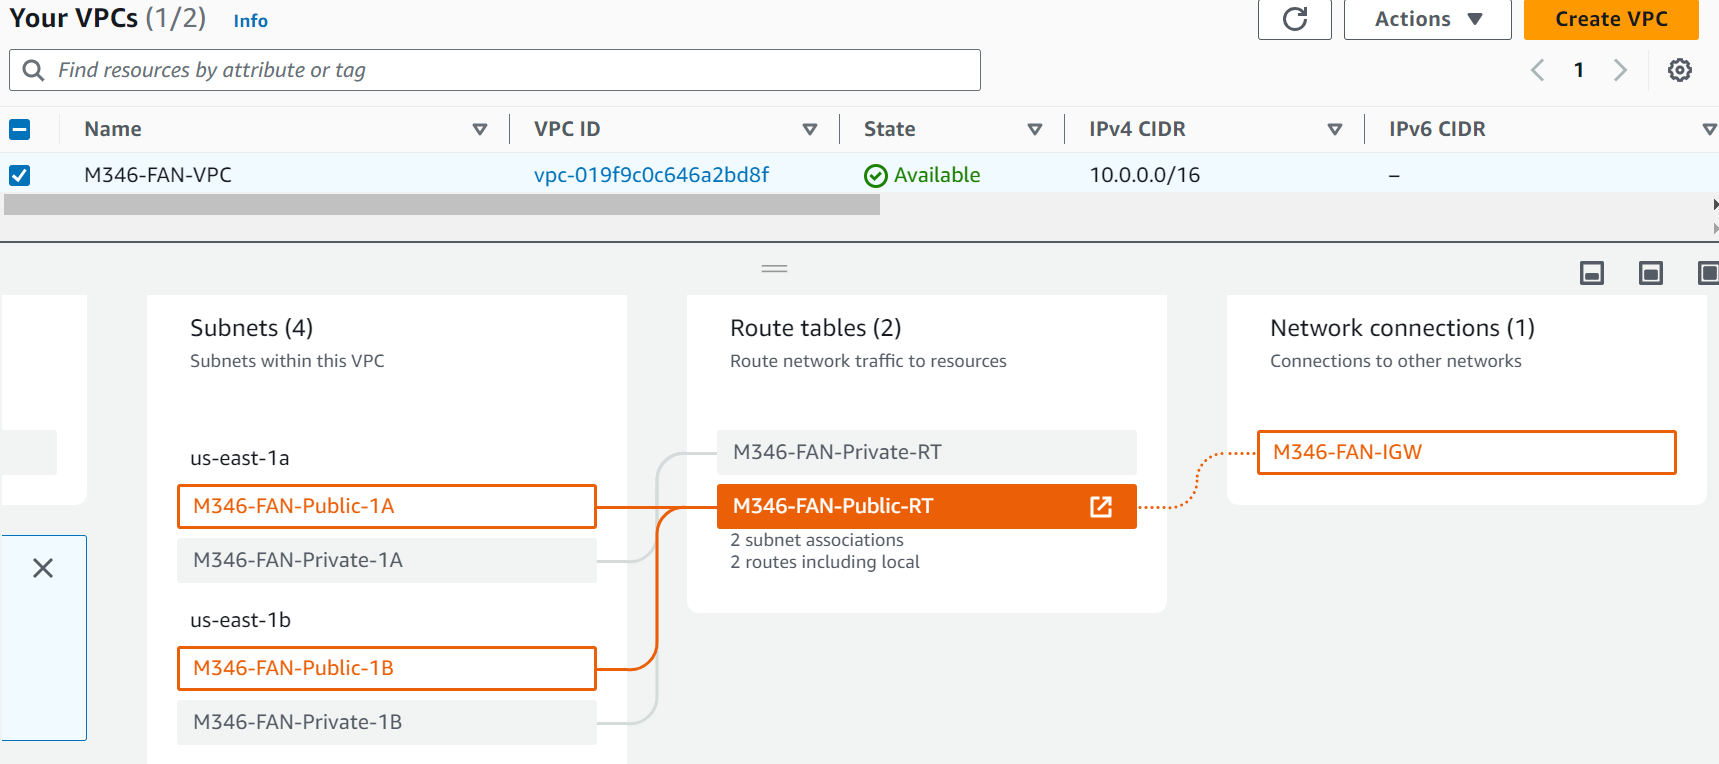 Your VPCs (1/2) Info
Actions
Create VPC
Find resources by attribute or tag
1
Name VPC ID State IPv4 CIDR IPv6 CIDR
M346-FAN-VPC vpc-019f9c0c646a2bd8f Available 10.0.0.0/16 –
Subnets (4)
Subnets within this VPC
us-east-1a
M346-FAN-Public-1A
M346-FAN-Private-1A
us-east-1b
M346-FAN-Public-1B
M346-FAN-Private-1B
Route tables (2)
Route network traffic to resources
M346-FAN-Private-RT
M346-FAN-Public-RT
2 subnet associations
2 routes including local
Network connections (1)
Connections to other networks
M346-FAN-IGW